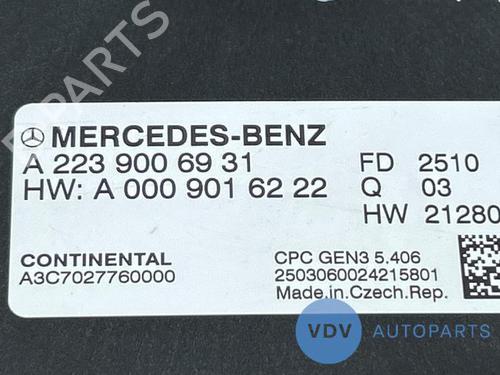 MERCEDES-BENZ
A 223 900 69 31 FD 2510
HW: A 000 901 62 22 Q 03
HW 21280
CONTINENTAL CPC GEN3 5.406
A3C7027760000 2503060024215801
Made.in.Czech.Rep.
PARTS
VDV AUTOPARTS